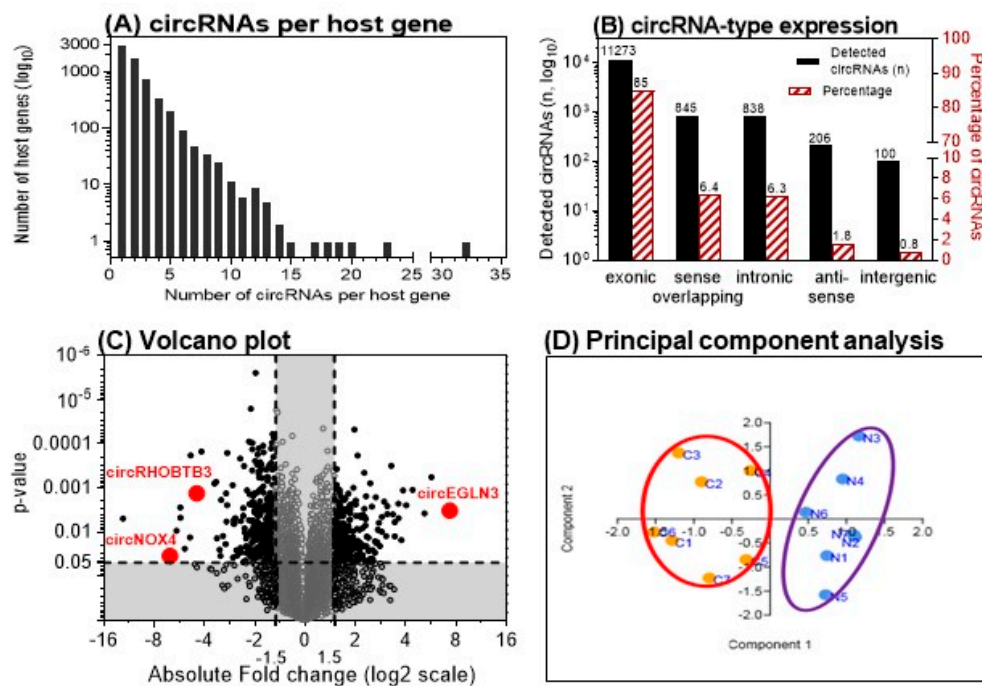 (A) circRNAs per host gene
Number of host genes (log10)
3000
1000
100
10
1
0 5 10 15 20 25 30 35
Number of circRNAs per host gene
(B) circRNA-type expression
Detected circRNAs (n, log10)
10^4
10^3
10^2
10^1
10^0
11273
85
845
6.4
838
6.3
206
1.8
100
0.8
Detected
circRNAs (n)
Percentage
100
90
80
70
10
8
6
4
2
0
Percentage of circRNAs
exonic sense intronic anti- intergenic
overlapping sense
(C) Volcano plot
p-value
10^-6
10^-5
0.0001
0.001
0.01
0.05
circRHOBTB3
circEGLN3
circNOX4
-16 -8 -4 -2 0 2 4 8 16
-1.5 1.5
Absolute Fold change (log2 scale)
(D) Principal component analysis
Component 2
2.0
1.5
1.0
0.5
-2.0 -1.5 -1.0 -0.5 0.5 1.0 1.5 2.0
-0.5
-1.0
-1.5
-2.0
C3
C2
C1
N3
N4
N6
N2
N1
N5
Component 1